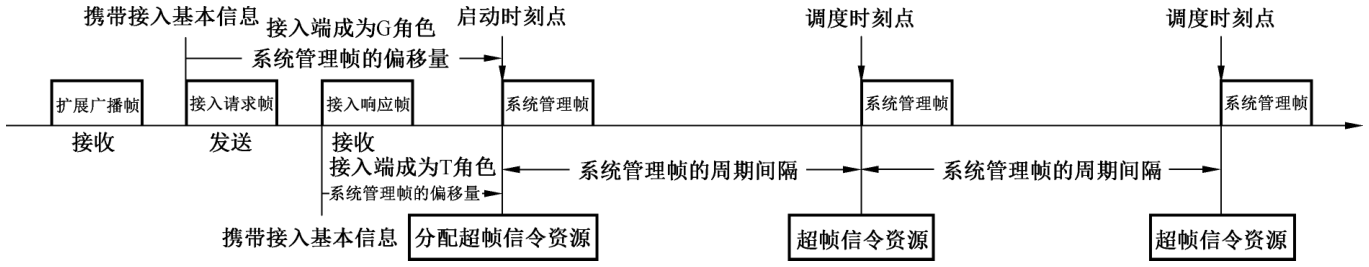 携带接入基本信息
启动时刻点
调度时刻点
调度时刻点
接入端成为G角色
系统管理帧的偏移量
扩展广播帧
接入请求帧
接入响应帧
系统管理帧
系统管理帧
系统管理帧
接收
发送
接收
接入端成为T角色
系统管理帧的周期间隔
系统管理帧的周期间隔
系统管理帧的偏移量
携带接入基本信息
分配超帧信令资源
超帧信令资源
超帧信令资源